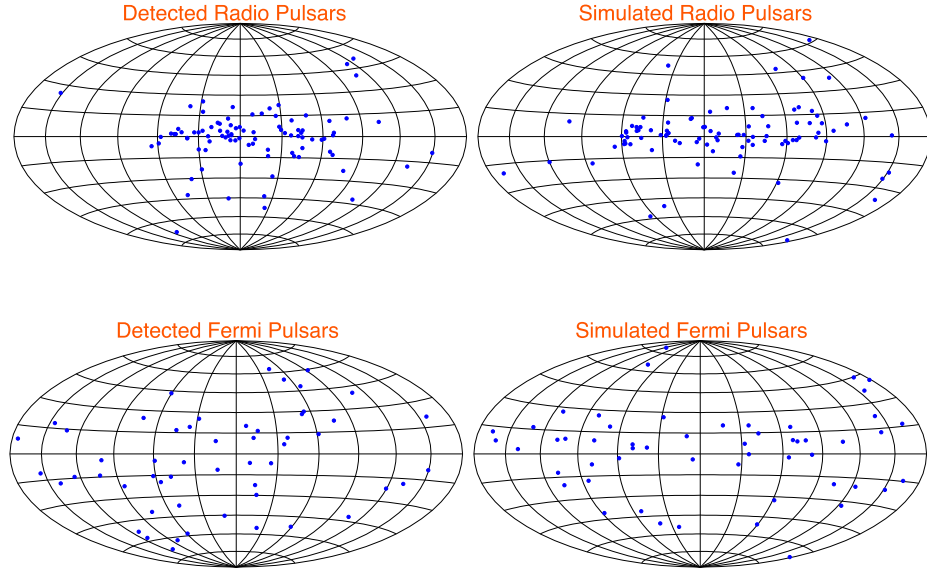 Detected Radio Pulsars
Simulated Radio Pulsars
Detected Fermi Pulsars
Simulated Fermi Pulsars